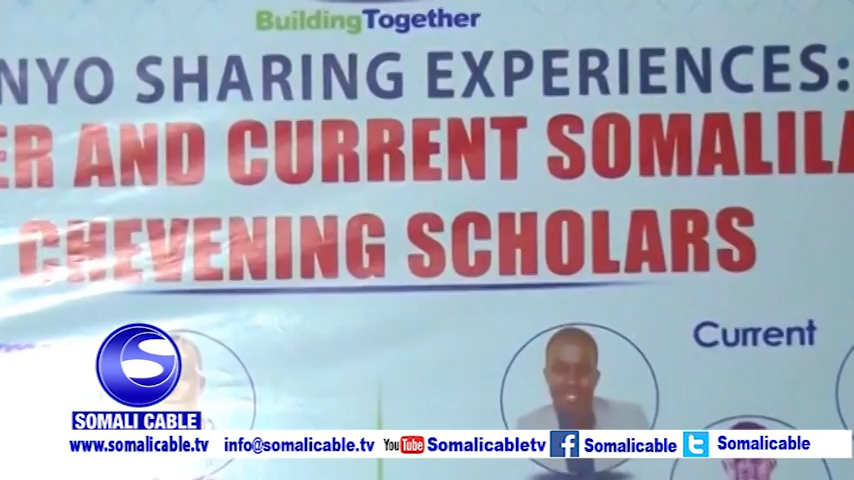 BuildingTogether
NYO SHARING EXPERIENCES:
ER AND CURRENT SOMALILA
CHEVENING SCHOLARS
Current
SOMALI CABLE
www.somalicable.tv info@somalicable.tv YouTube Somalicabletv f Somalicable Somalicable